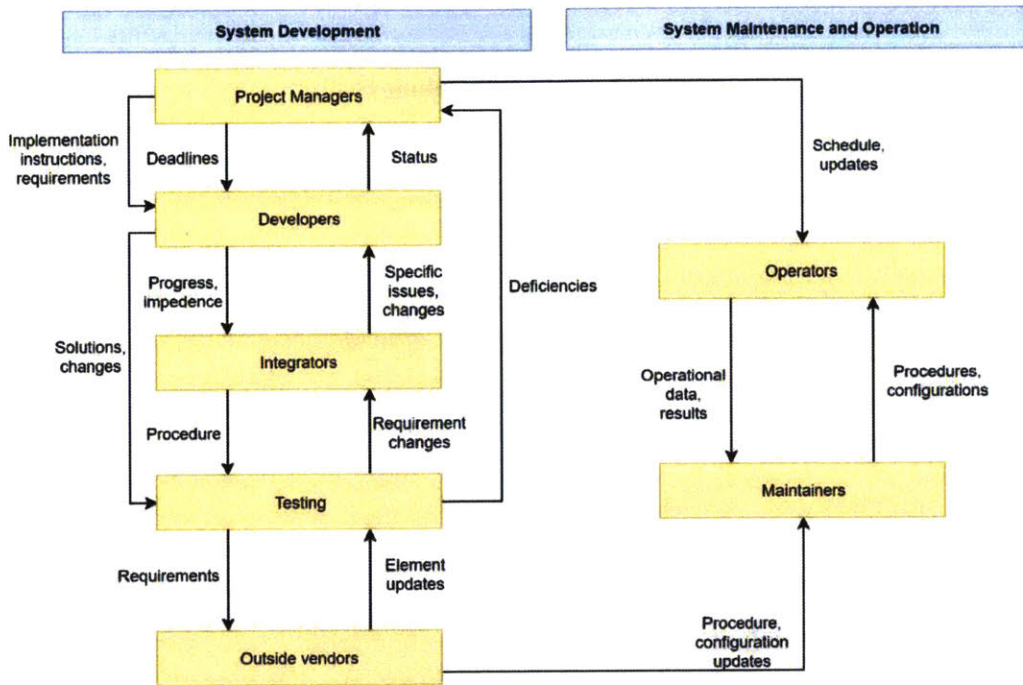 System Development
System Maintenance and Operation
Project Managers
Implementation
instructions,
requirements
Deadlines
Status
Schedule,
updates
Developers
Progress,
impedence
Specific
issues,
changes
Deficiencies
Operators
Solutions,
changes
Integrators
Operational
data,
results
Procedures,
configurations
Procedure
Requirement
changes
Testing
Maintainers
Requirements
Element
updates
Procedure,
configuration
updates
Outside vendors